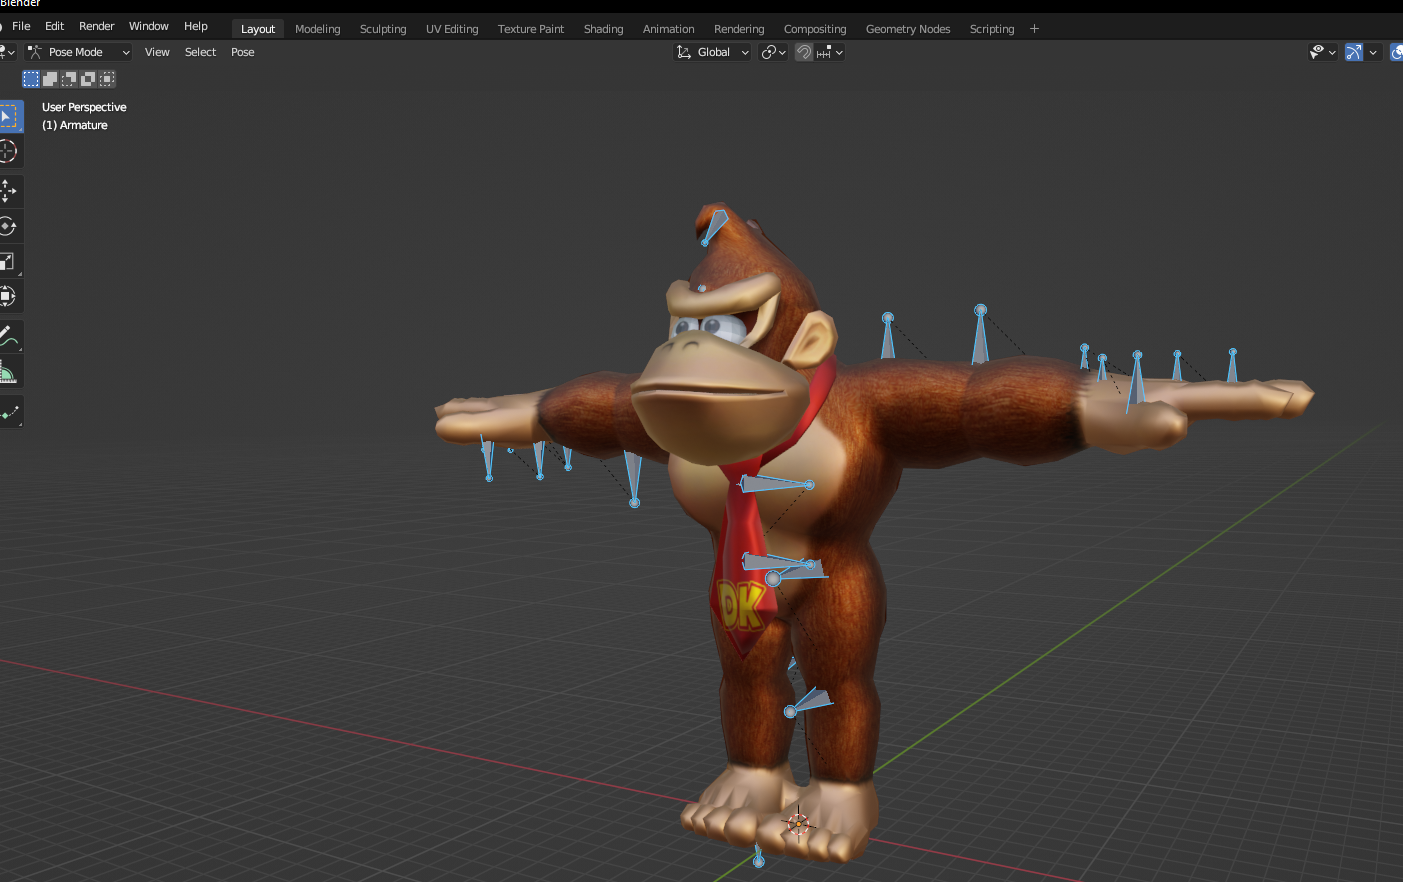 Blender
File Edit Render Window Help Layout Modeling Sculpting UV Editing Texture Paint Shading Animation Rendering Compositing Geometry Nodes Scripting +
Pose Mode View Select Pose Global
User Perspective
(1) Armature
DK